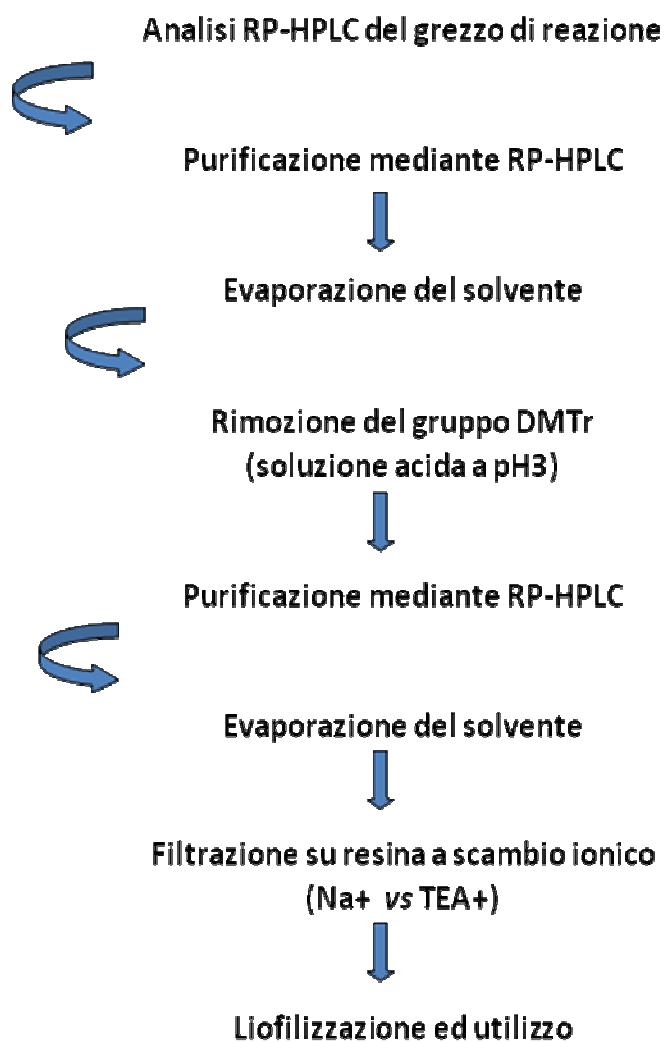 Analisi RP-HPLC del grezzo di reazione
Purificazione mediante RP-HPLC
Evaporazione del solvente
Rimozione del gruppo DMTr
(soluzione acida a pH3)
Purificazione mediante RP-HPLC
Evaporazione del solvente
Filtrazione su resina a scambio ionico
(Na+ vs TEA+)
Liofilizzazione ed utilizzo